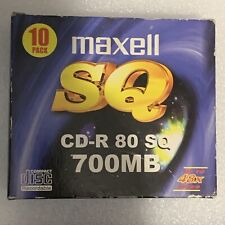 10
PACK
maxell
SQ
CD-R 80 SQ
700MB
COMPACT
disc
Recordable
48x